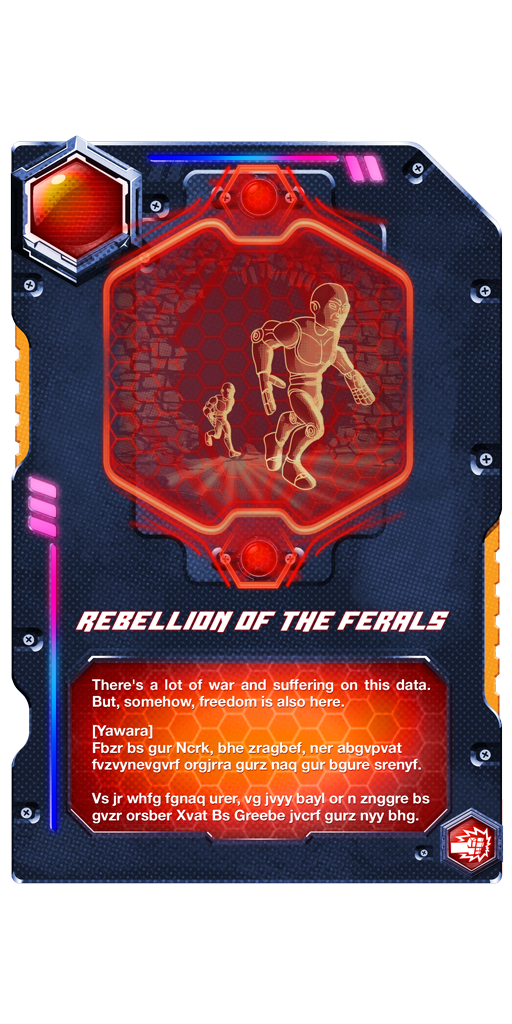 REBELLION OF THE FERALS
There's a lot of war and suffering on this data.
But, somehow, freedom is also here.
[Yawara]
Fbzr bs gur Ncrk, bhe zragbef, ner abgvpvat
fvzvynevgvrf orgjrra gurz naq gur bgure srenyf.
Vs jr whfg fgnaq urer, vg jvyy bayl or n znggre bs
gvzr orsber Xvat Bs Greebe jvcrf gurz nyy bhg.